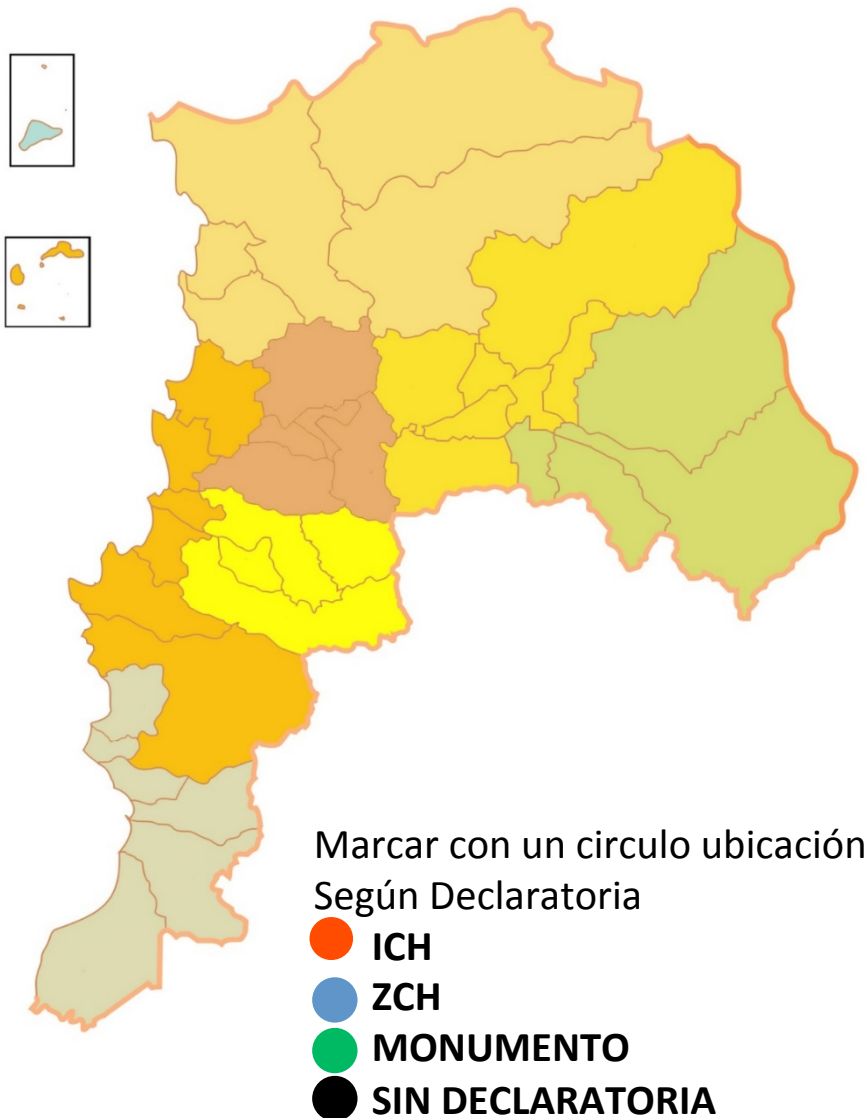 Marcar con un circulo ubicación
Según Declaratoria
ICH
ZCH
MONUMENTO
SIN DECLARATORIA